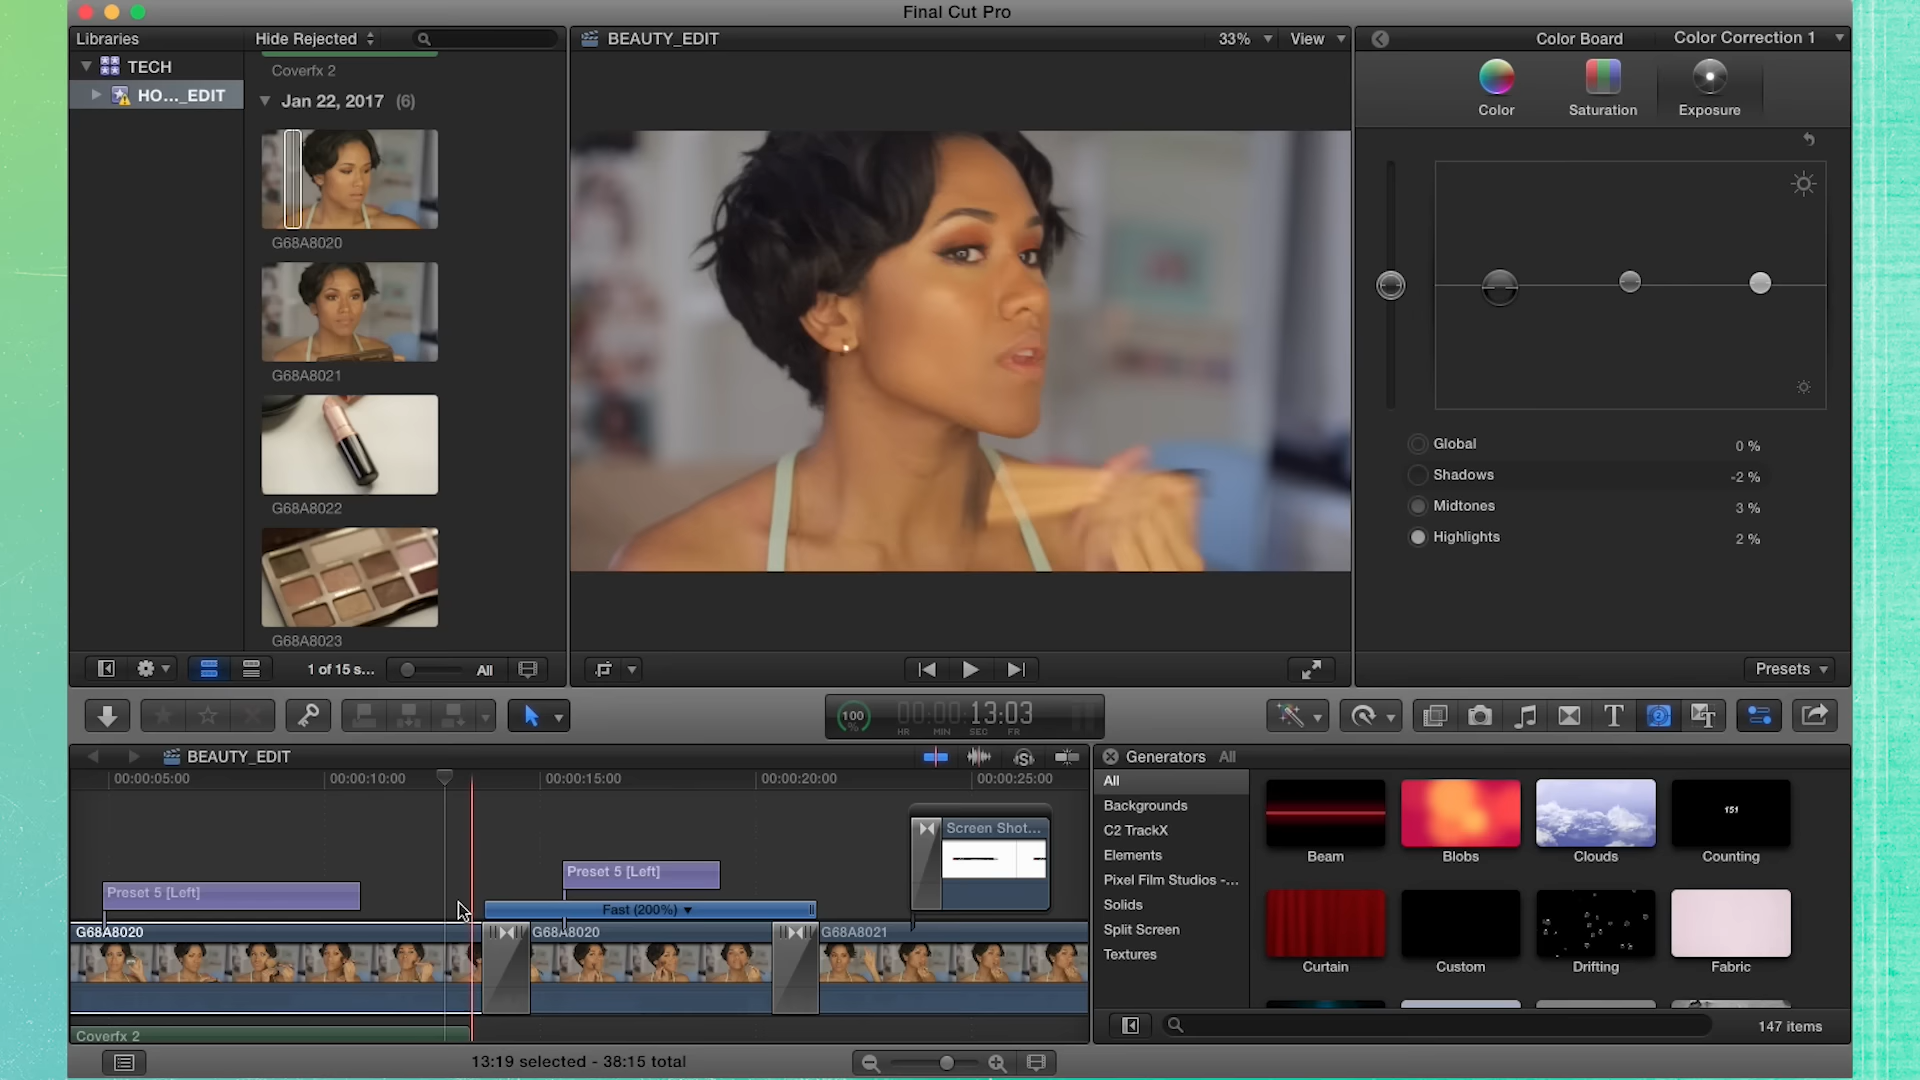 Final Cut Pro
Libraries
Hide Rejected
TECH
HO..._EDIT
Coverfx 2
Jan 22, 2017 (6)
G68A8020
G68A8021
G68A8022
G68A8023
1 of 15 s...
All
BEAUTY_EDIT
33%
View
Color Board
Color Correction 1
Color
Saturation
Exposure
Global
0 %
Shadows
-2 %
Midtones
3 %
Highlights
2 %
Presets
100
00:00:13:03
HR
MIN
SEC
FR
T
BEAUTY_EDIT
00:00:05:00
00:00:10:00
00:00:15:00
00:00:20:00
00:00:25:00
Screen Shot...
Preset 5 [Left]
Preset 5 [Left]
Fast (200%)
G68A8020
G68A8020
G68A8021
Coverfx 2
13:19 selected - 38:15 total
Generators
All
All
Backgrounds
C2 TrackX
Elements
Pixel Film Studios -...
Solids
Split Screen
Textures
151
Beam
Blobs
Clouds
Counting
Curtain
Custom
Drifting
Fabric
147 items